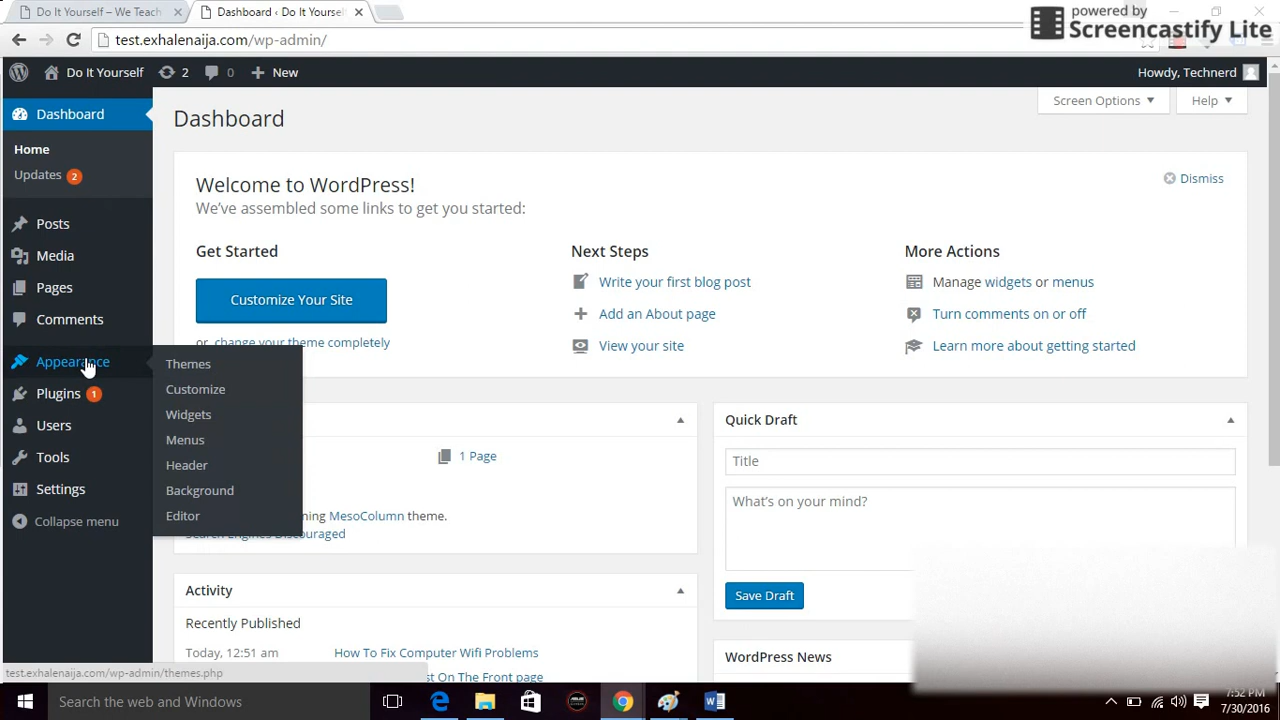 powered by
Screencastify Lite
Do It Yourself – We Teach
Dashboard ‹ Do It Yourself
test.exhalenaija.com/wp-admin/
Do It Yourself
2
0
New
Howdy, Technerd
Dashboard
Home
Updates 2
Posts
Media
Pages
Comments
Appearance
Plugins 1
Users
Tools
Settings
Collapse menu
Themes
Customize
Widgets
Menus
Header
Background
Editor
Dashboard
Screen Options
Help
Welcome to WordPress!
We've assembled some links to get you started:
Dismiss
Get Started
Customize Your Site
or, change your theme completely
Next Steps
Write your first blog post
Add an About page
View your site
More Actions
Manage widgets or menus
Turn comments on or off
Learn more about getting started
1 Page
MesoColumn theme.
Search Engines Discouraged
Activity
Recently Published
Today, 12:51 am
How To Fix Computer Wifi Problems
On The Front page
Quick Draft
Title
What's on your mind?
Save Draft
WordPress News
test.exhalenaija.com/wp-admin/themes.php
Search the web and Windows
7:52 PM
7/30/2016